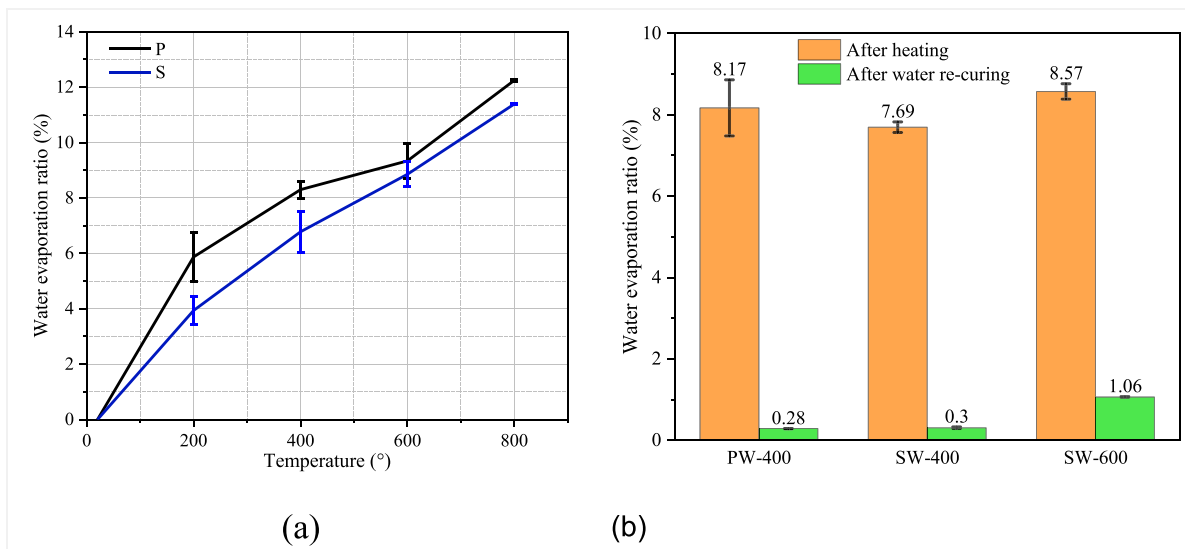 14
12
10
8
6
4
2
0
Water evaporation ratio (%)
P
S
0 200 400 600 800
Temperature (°)
(a)
10
8
6
4
2
0
Water evaporation ratio (%)
After heating
After water re-curing
8.17
7.69
8.57
0.28
0.3
1.06
PW-400 SW-400 SW-600
(b)